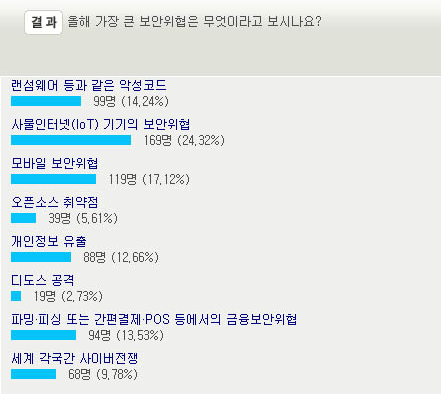 결 과 올해 가장 큰 보안위협은 무엇이라고 보시나요?
랜섬웨어 등과 같은 악성코드
99명 (14,24%)
사물인터넷(IoT) 기기의 보안위협
169명 (24,32%)
모바일 보안위협
119명 (17,12%)
오픈소스 취약점
39명 (5,61%)
개인정보 유출
88명 (12,66%)
디도스 공격
19명 (2,73%)
파밍·피싱 또는 간편결제·POS 등에서의 금융보안위협
94명 (13,53%)
세계 각국간 사이버전쟁
68명 (9,78%)